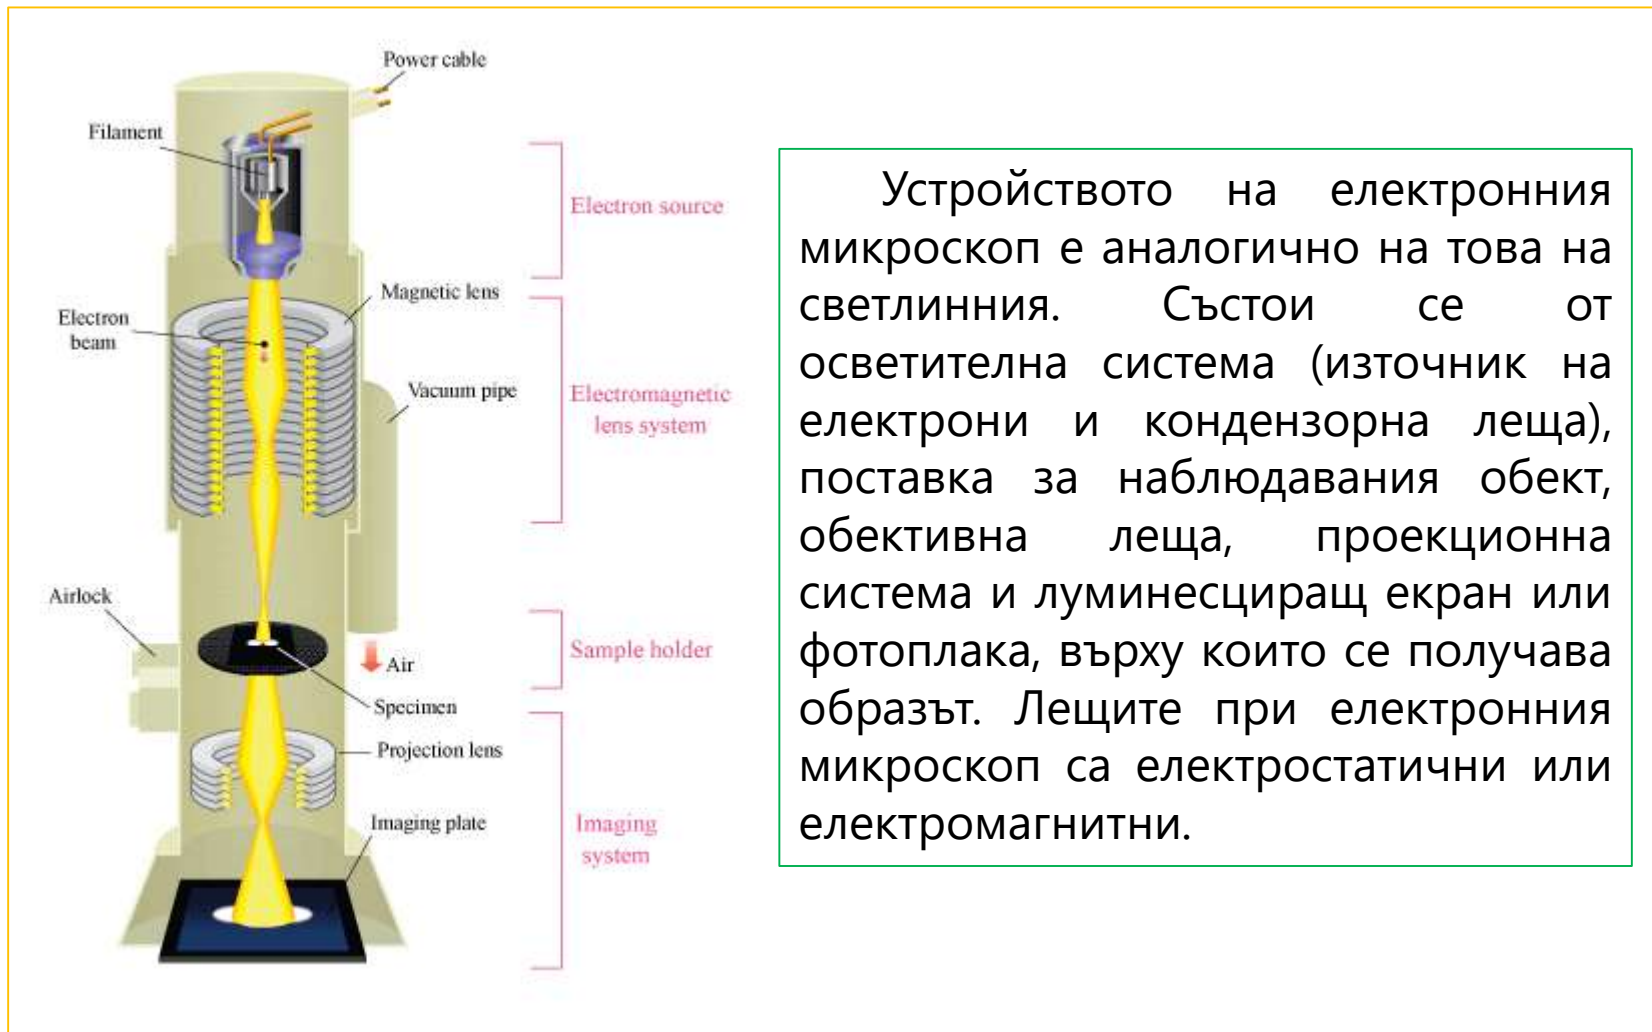 Power cable
Filament
Electron source
Magnetic lens
Electron
beam
Vacuum pipe
Electromagnetic
lens system
Airlock
Sample holder
Air
Specimen
Projection lens
Imaging plate
Imaging
system
Устройството на електронния
микроскоп е аналогично на това на
светлинния. Състои се от
осветителна система (източник на
електрони и кондензорна леща),
поставка за наблюдавания обект,
обективна леща, проекционна
система и луминесциращ екран или
фотоплака, върху които се получава
образът. Лещите при електронния
микроскоп са електростатични или
електромагнитни.